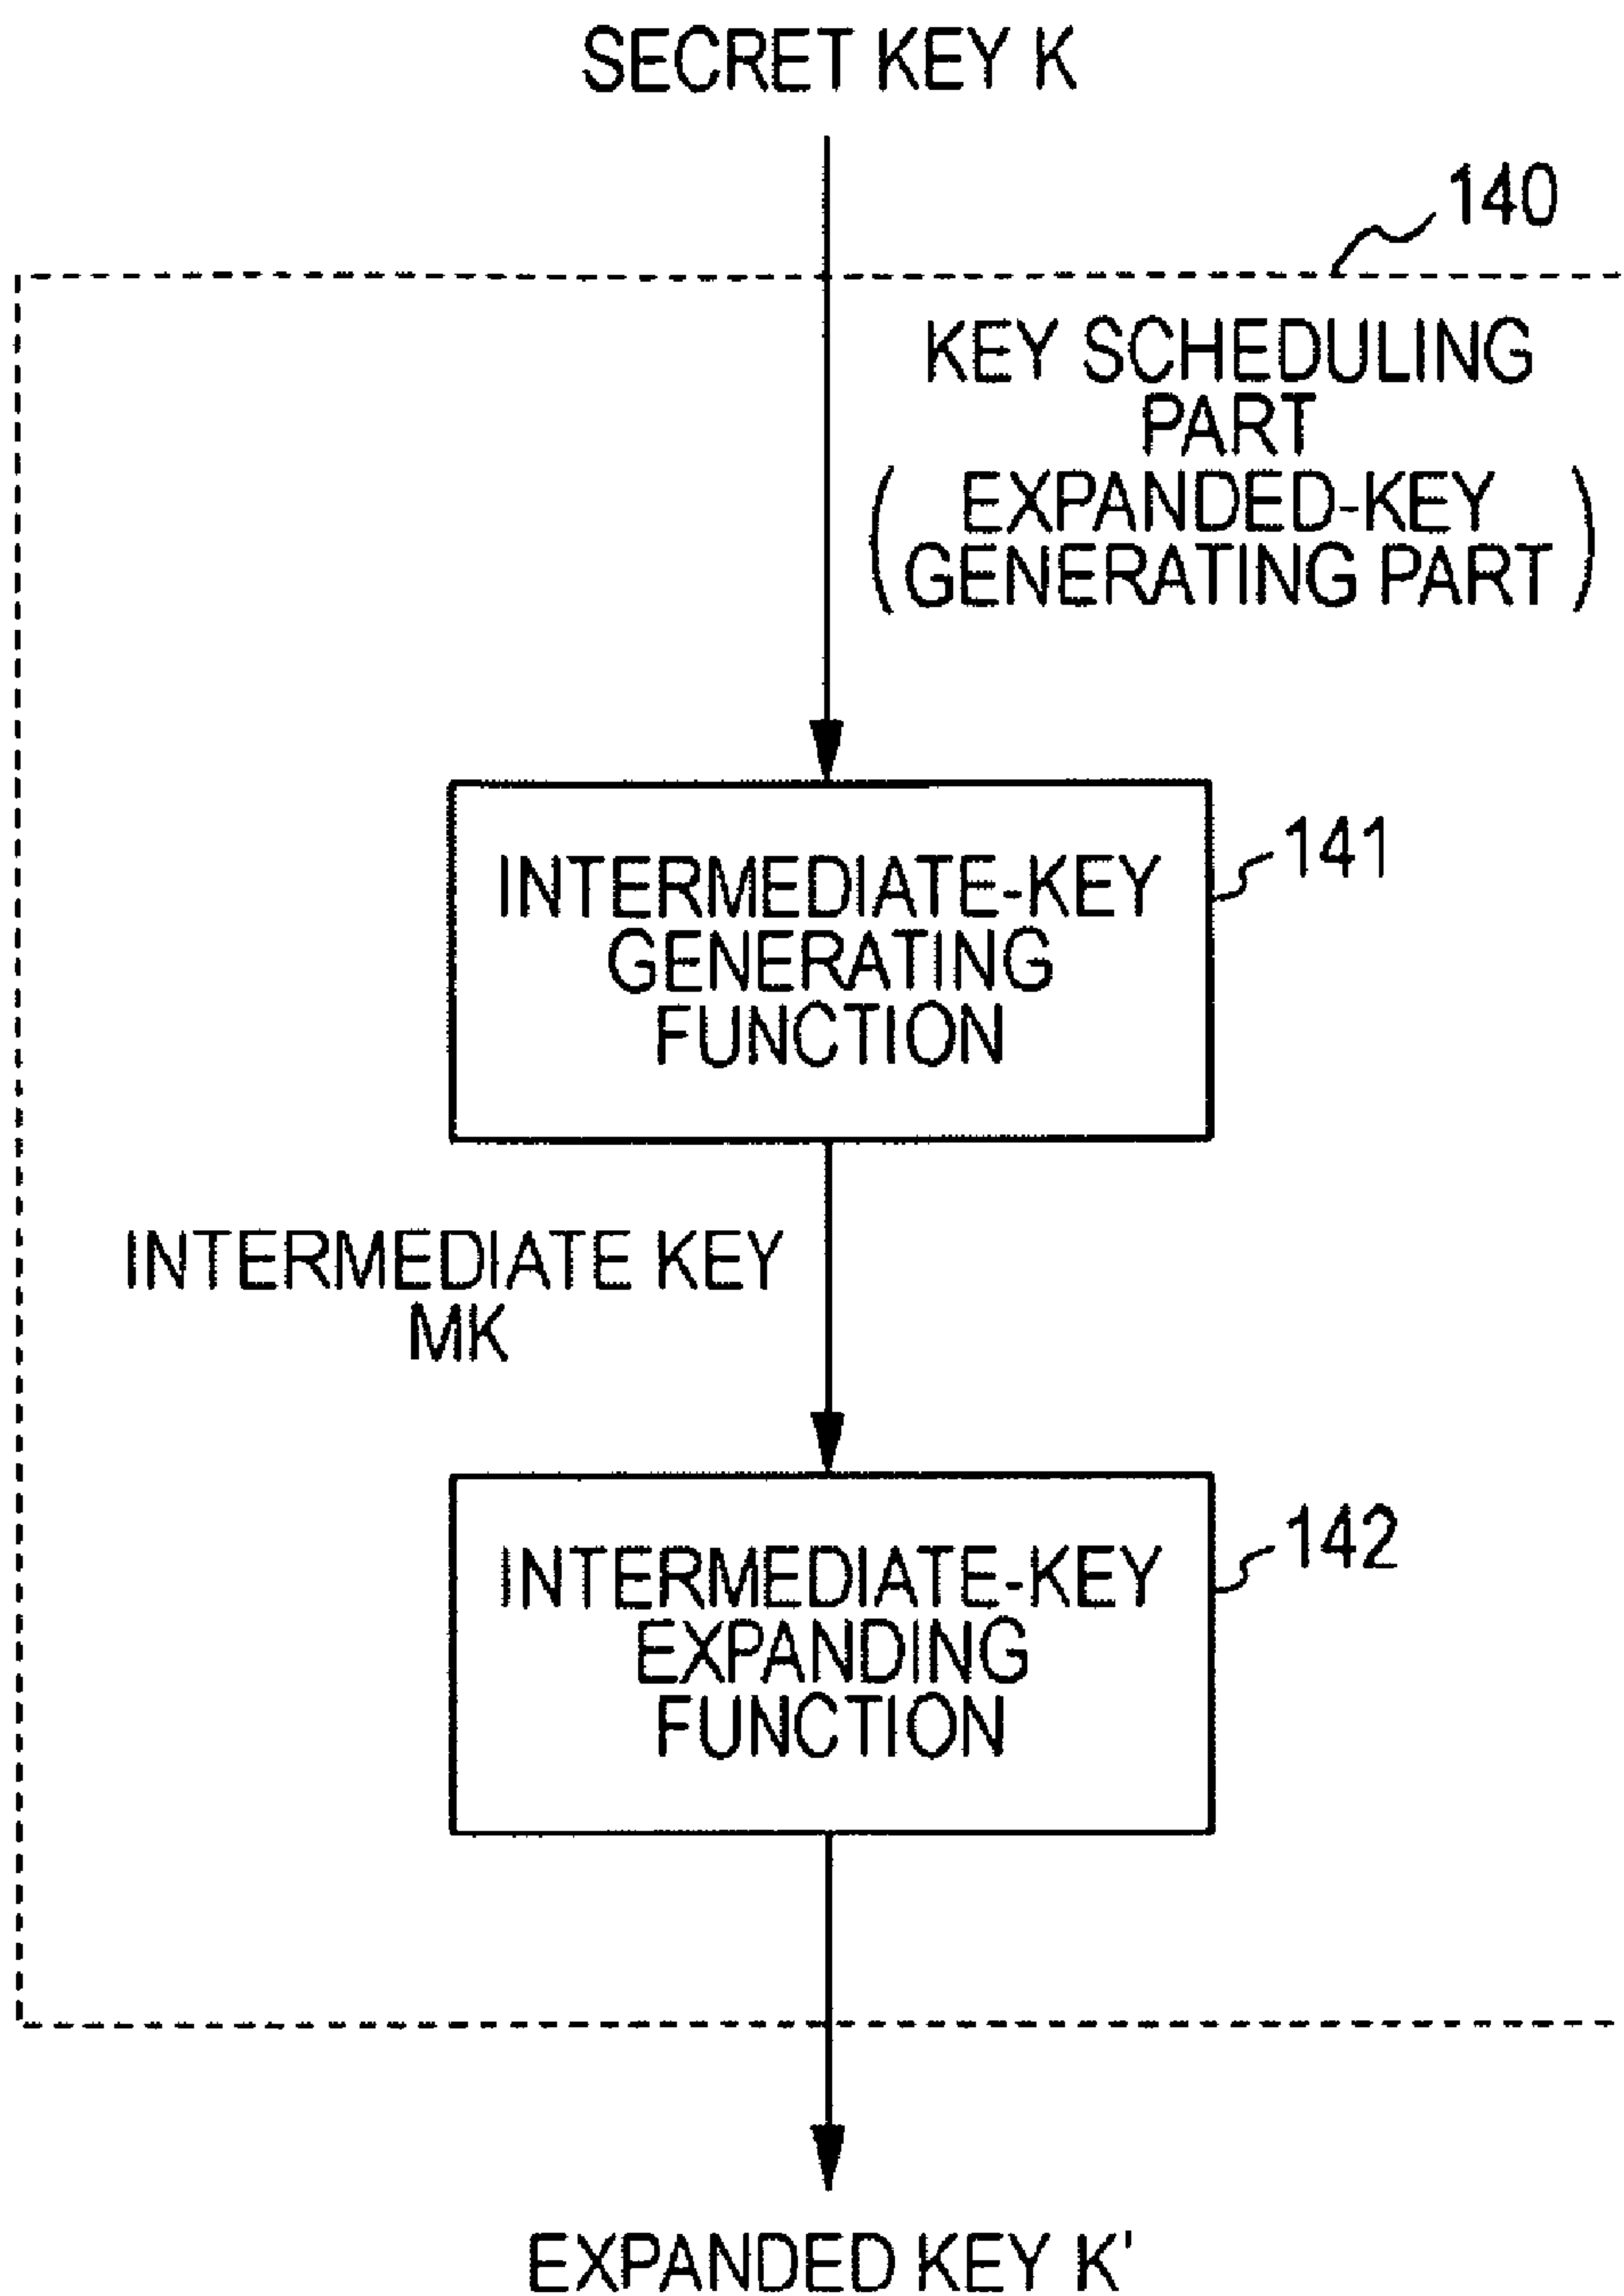 SECRET KEY K
140
KEY SCHEDULING
PART
( EXPANDED-KEY
GENERATING PART )
INTERMEDIATE-KEY
GENERATING
FUNCTION
141
INTERMEDIATE KEY
MK
INTERMEDIATE-KEY
EXPANDING
FUNCTION
142
EXPANDED KEY K'